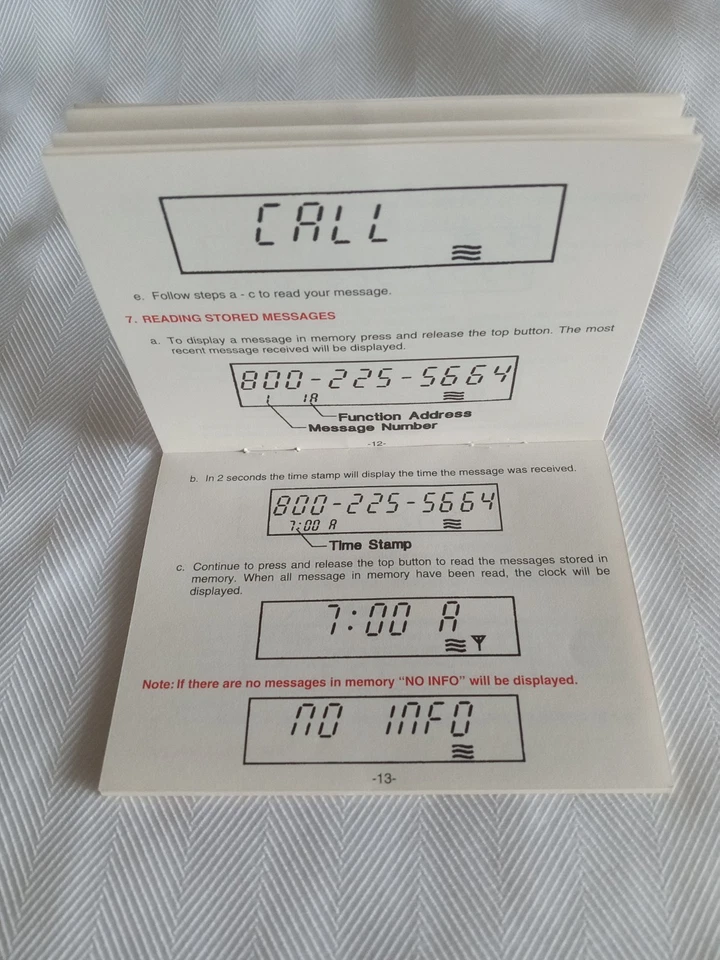 CALL
e. Follow steps a - c to read your message.
7. READING STORED MESSAGES
a. To display a message in memory press and release the top button. The most
recent message received will be displayed.
800-225-5664
1 1A
Function Address
Message Number
-12-
b. In 2 seconds the time stamp will display the time the message was received.
800-225-5664
7:00 A
Time Stamp
c. Continue to press and release the top button to read the messages stored in
memory. When all message in memory have been read, the clock will be
displayed.
7:00 A
Note: If there are no messages in memory “NO INFO” will be displayed.
NO INFO
-13-